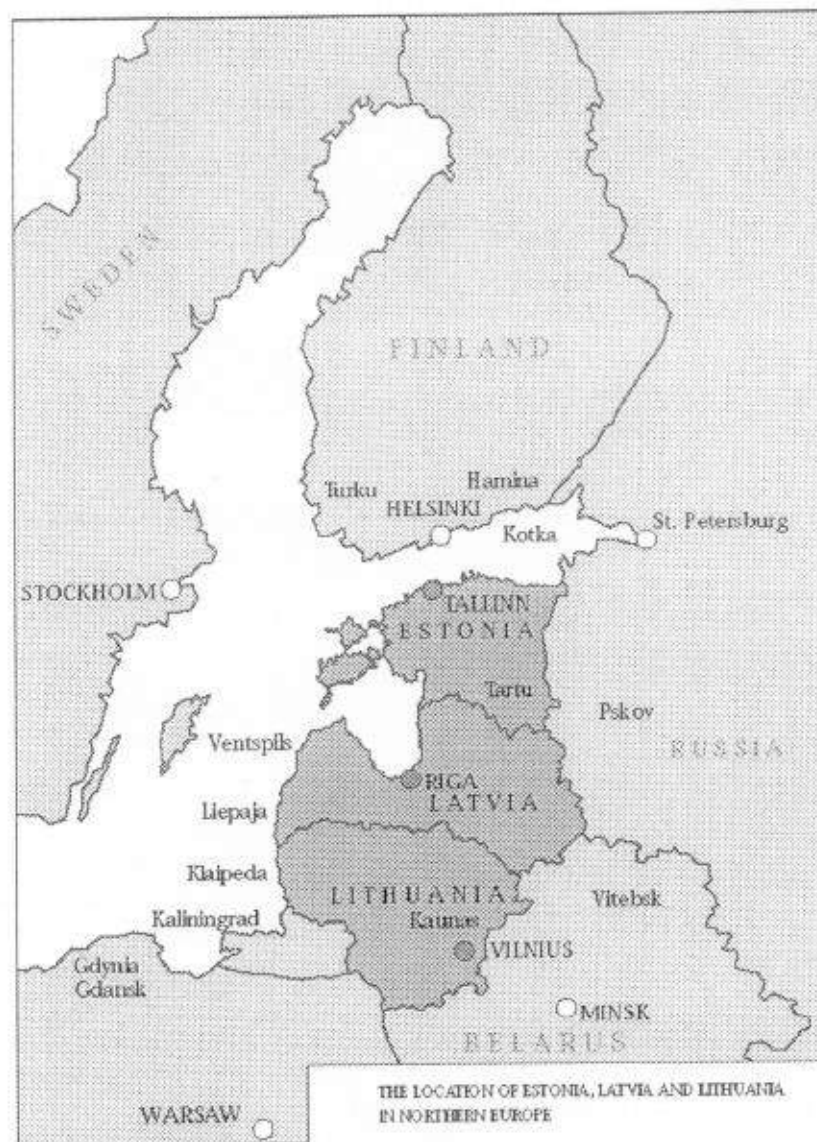 SWEDEN
FINLAND
Hamina
Turku
HELSINKI
Kotka
St. Petersburg
STOCKHOLM
TALLINN
ESTONIA
Tartu
Pskov
Ventspils
RUSSIA
RIGA
LATVIA
Liepaja
Klaipeda
LITHUANIA
Vitebsk
Kaliningrad
Kaunas
VILNIUS
Gdynia
Gdansk
MINSK
BELARUS
THE LOCATION OF ESTONIA, LATVIA AND LITHUANIA
IN NORTHERN EUROPE
WARSAW